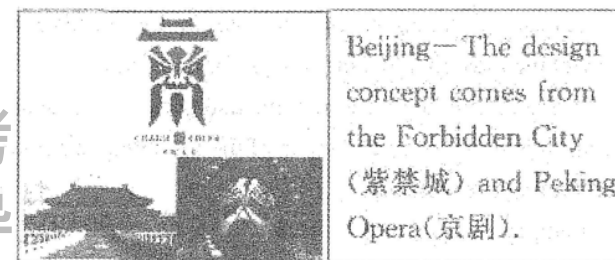 Beijing—The design
concept comes from
the Forbidden City
(紫禁城) and Peking
Opera(京剧).